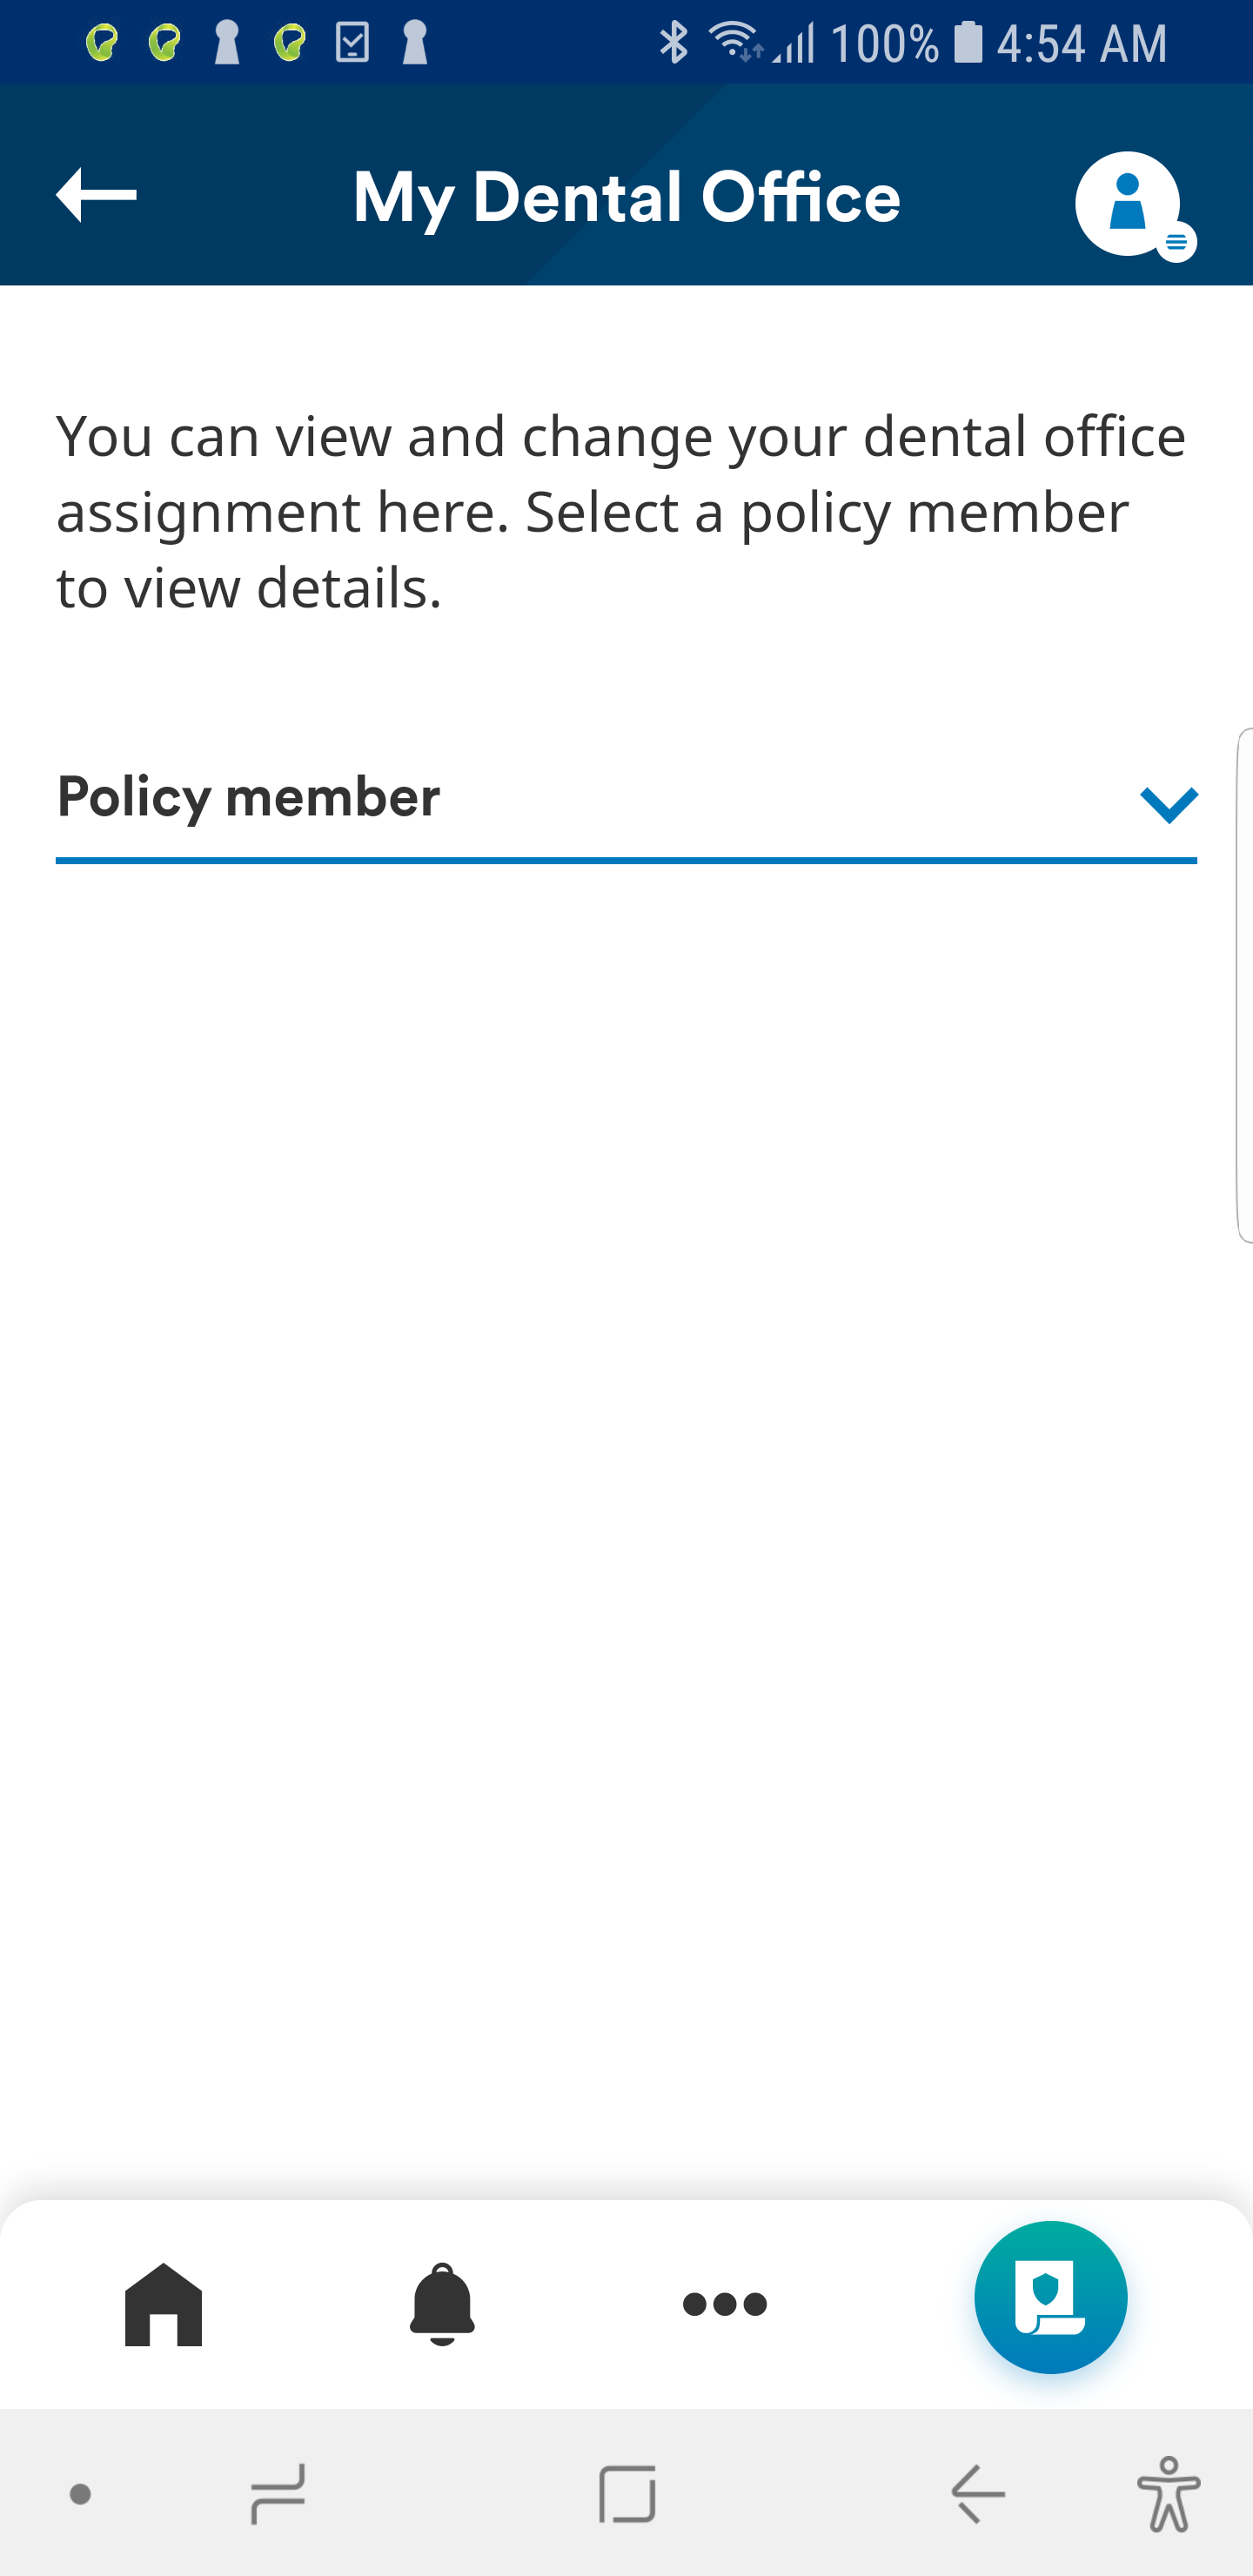 100% 4:54 AM
My Dental Office
You can view and change your dental office
assignment here. Select a policy member
to view details.
Policy member